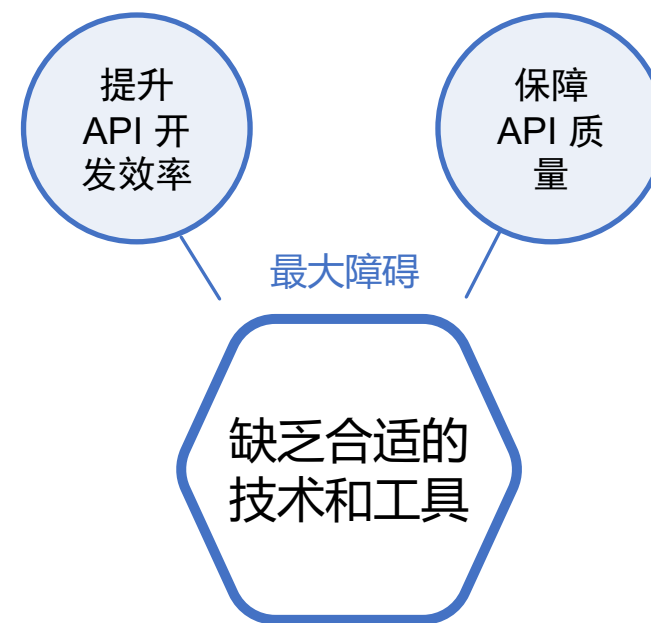 提升
API 开
发效率
保障
API 质
量
最大障碍
缺乏合适的
技术和工具